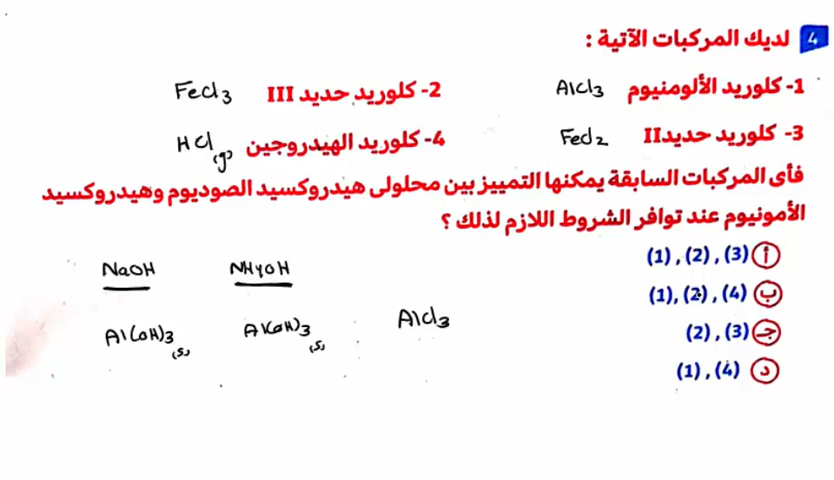 4 لديك المركبات الآتية :
1- كلوريد الألومنيوم AlCl3 2- كلوريد حديد III FeCl3
3- كلوريد حديدII FeCl2 4- كلوريد الهيدروجين HCl(g)
فأى المركبات السابقة يمكنها التمييز بين محلولى هيدروكسيد الصوديوم وهيدروكسيد
الأمونيوم عند توافر الشروط اللازم لذلك ؟
أ (1) , (2) , (3)
ب (1), (2) , (4)
جـ (2) , (3)
د (1) , (4)
NaOH NH4OH
Al(OH)3(s) Al(OH)3(s) AlCl3